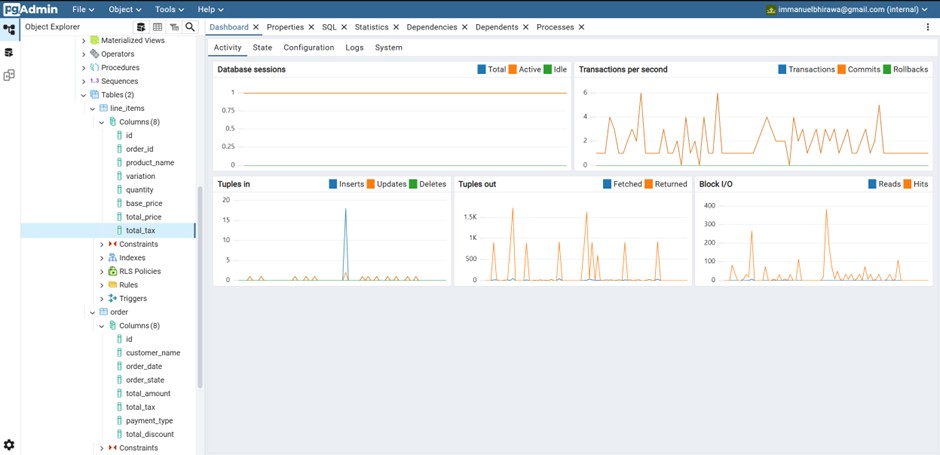 pgAdmin File Object Tools Help immanuelbhirawa@gmail.com (internal)
Object Explorer
Dashboard Properties SQL Statistics Dependencies Dependents Processes
Materialized Views
Operators
Procedures
Sequences
Tables (2)
line_items
Columns (8)
id
order_id
product_name
variation
quantity
base_price
total_price
total_tax
Constraints
Indexes
RLS Policies
Rules
Triggers
order
Columns (8)
id
customer_name
order_date
order_state
total_amount
total_tax
payment_type
total_discount
Constraints
Activity State Configuration Logs System
Database sessions Total Active Idle
1
0.75
0.5
0.25
0
Transactions per second Transactions Commits Rollbacks
6
4
2
0
Tuples in Inserts Updates Deletes
20
15
10
5
0
Tuples out Fetched Returned
1.5K
1K
500
0
Block I/O Reads Hits
400
300
200
100
0